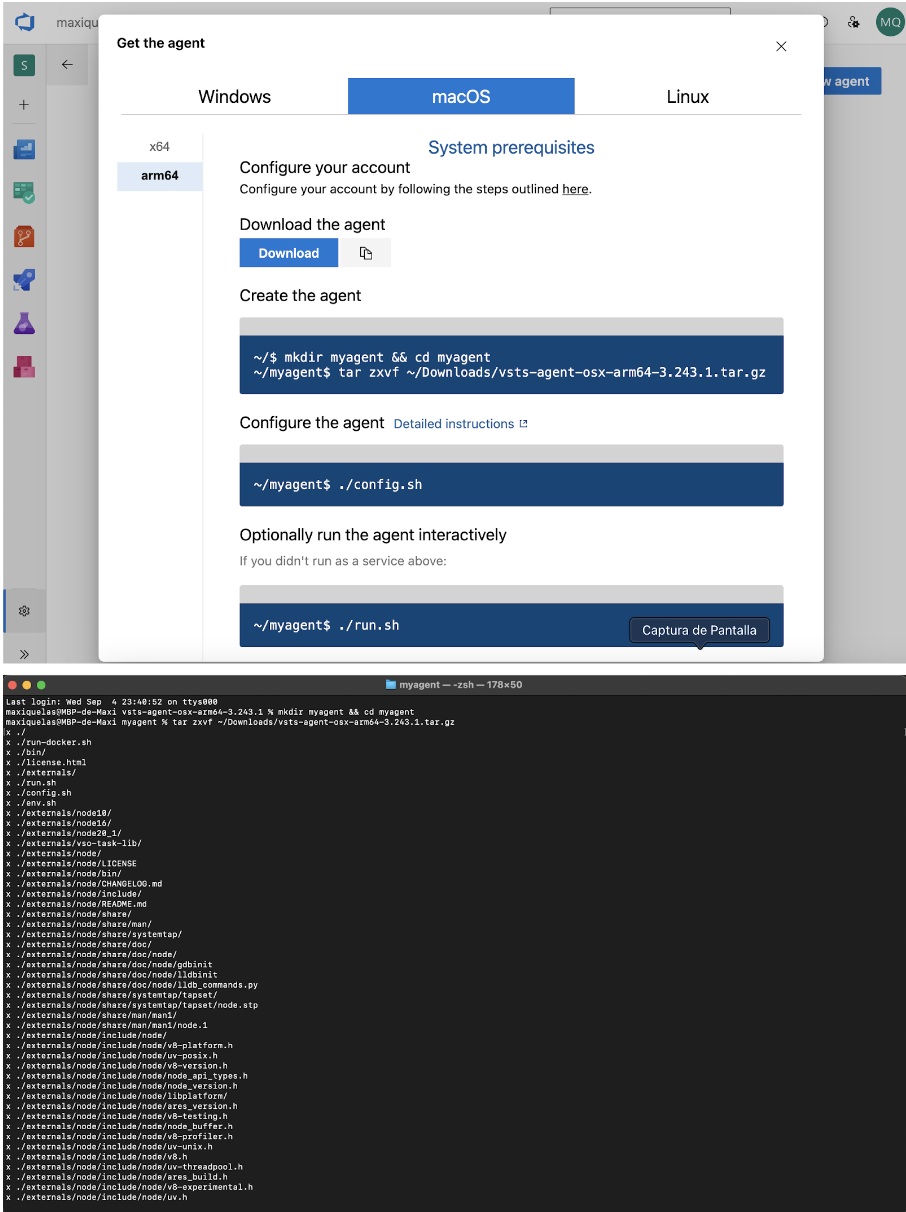 maxiqu
MQ
Get the agent
S
w agent
Windows
macOS
Linux
x64
arm64
System prerequisites
Configure your account
Configure your account by following the steps outlined here.
Download the agent
Download
Create the agent
~/$ mkdir myagent && cd myagent
~/myagent$ tar zxvf ~/Downloads/vsts-agent-osx-arm64-3.243.1.tar.gz
Configure the agent Detailed instructions
~/myagent$ ./config.sh
Optionally run the agent interactively
If you didn't run as a service above:
~/myagent$ ./run.sh
Captura de Pantalla
myagent — -zsh — 178×50
Last login: Wed Sep  4 23:40:52 on ttys000
maxiquelas@MBP-de-Maxi vsts-agent-osx-arm64-3.243.1 % mkdir myagent && cd myagent
maxiquelas@MBP-de-Maxi myagent % tar zxvf ~/Downloads/vsts-agent-osx-arm64-3.243.1.tar.gz
x ./
x ./run-docker.sh
x ./bin/
x ./license.html
x ./externals/
x ./run.sh
x ./config.sh
x ./env.sh
x ./externals/node10/
x ./externals/node16/
x ./externals/node20_1/
x ./externals/vso-task-lib/
x ./externals/node/
x ./externals/node/LICENSE
x ./externals/node/bin/
x ./externals/node/CHANGELOG.md
x ./externals/node/include/
x ./externals/node/README.md
x ./externals/node/share/
x ./externals/node/share/man/
x ./externals/node/share/systemtap/
x ./externals/node/share/doc/
x ./externals/node/share/doc/node/
x ./externals/node/share/doc/node/gdbinit
x ./externals/node/share/doc/node/lldbinit
x ./externals/node/share/doc/node/lldb_commands.py
x ./externals/node/share/systemtap/tapset/
x ./externals/node/share/systemtap/tapset/node.stp
x ./externals/node/share/man/man1/
x ./externals/node/share/man/man1/node.1
x ./externals/node/include/node/
x ./externals/node/include/node/v8-platform.h
x ./externals/node/include/node/uv-posix.h
x ./externals/node/include/node/v8-version.h
x ./externals/node/include/node/node_api_types.h
x ./externals/node/include/node/node_version.h
x ./externals/node/include/node/libplatform/
x ./externals/node/include/node/ares_version.h
x ./externals/node/include/node/v8-testing.h
x ./externals/node/include/node/node_buffer.h
x ./externals/node/include/node/v8-profiler.h
x ./externals/node/include/node/uv-unix.h
x ./externals/node/include/node/v8.h
x ./externals/node/include/node/uv-threadpool.h
x ./externals/node/include/node/ares_build.h
x ./externals/node/include/node/v8-experimental.h
x ./externals/node/include/node/uv.h